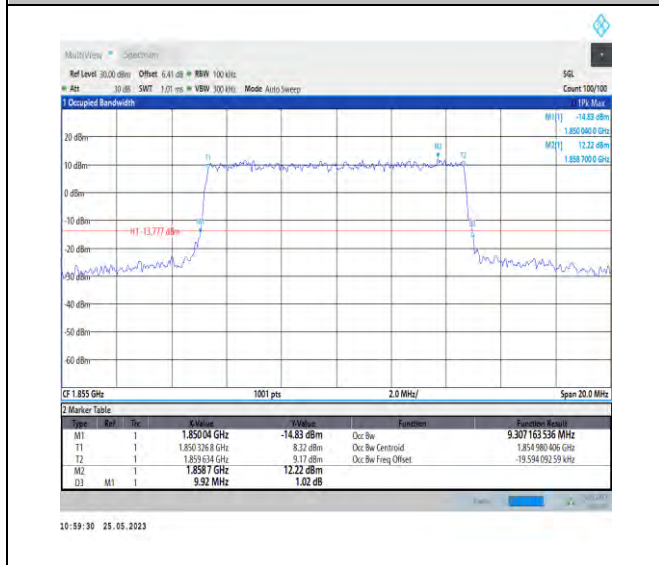 MultiView Spectrum
Ref Level 30.00 dBm Offset 6.41 dB RBW 100 kHz SGL
Att 30 dB SWT 1.01 ms VBW 300 kHz Mode Auto Sweep Count 100/100
1 Occupied Bandwidth 1Pk Max
M1[1] -14.83 dBm
1.850 040 0 GHz
M2[1] 12.22 dBm
1.858 700 0 GHz
20 dBm
M2
T1 T2
10 dBm
0 dBm
-10 dBm
H1 -13.777 dBm
-20 dBm
-30 dBm
-40 dBm
-50 dBm
-60 dBm
CF 1.855 GHz 1001 pts 2.0 MHz/ Span 20.0 MHz
2 Marker Table
Type Ref Trc X-Value Y-Value Function Function Result
M1 1 1.85004 GHz -14.83 dBm Occ Bw 9.307 163 536 MHz
T1 1 1.850 326 8 GHz 8.32 dBm Occ Bw Centroid 1.854 980 406 GHz
T2 1 1.859 634 GHz 9.17 dBm Occ Bw Freq Offset -19.594 092 59 kHz
M2 1 1.858 7 GHz 12.22 dBm
D3 M1 1 9.92 MHz 1.02 dB
10:59:30 25.05.2023